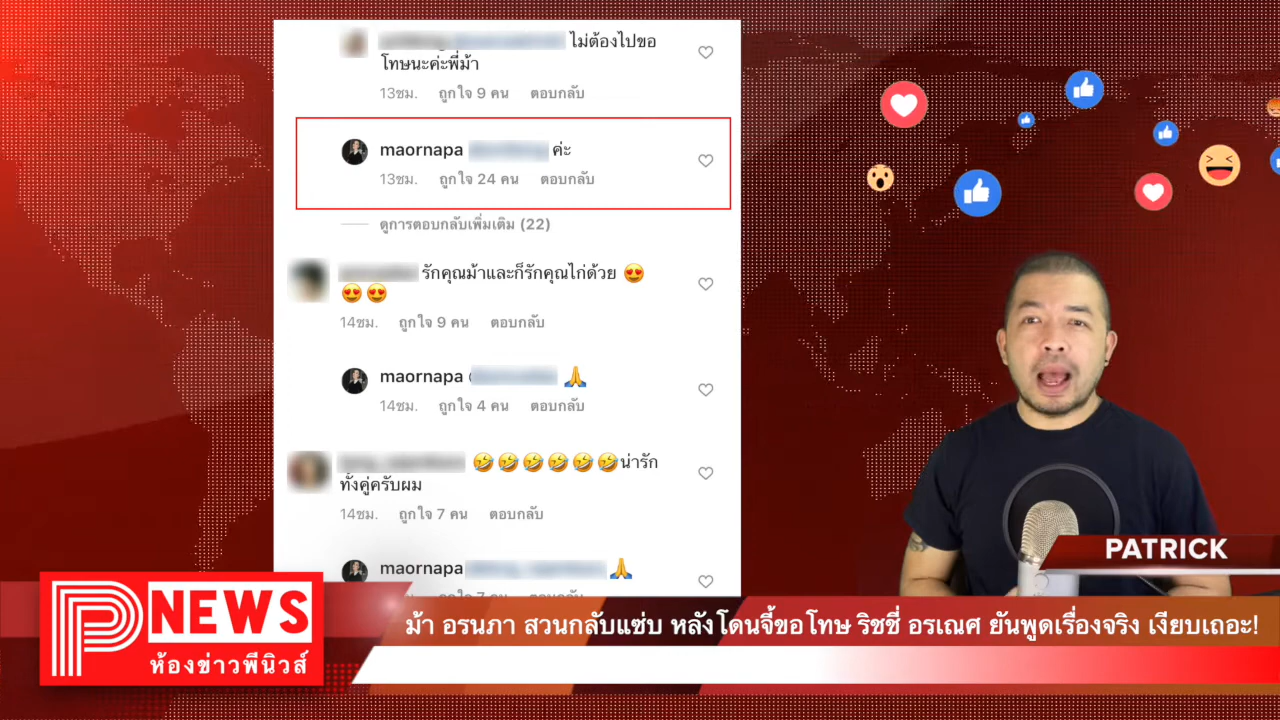 ไม่ต้องไปขอ
โทษนะค่ะพี่ม้า
13ชม. ถูกใจ 9 คน ตอบกลับ
maornapa ค่ะ
13ชม. ถูกใจ 24 คน ตอบกลับ
ดูการตอบกลับเพิ่มเติม (22)
รักคุณม้าและก็รักคุณไก่ด้วย 😍
😍😍
14ชม. ถูกใจ 9 คน ตอบกลับ
maornapa 🙏
14ชม. ถูกใจ 4 คน ตอบกลับ
🤣🤣🤣🤣🤣🤣น่ารัก
ทั้งคู่ครับผม
14ชม. ถูกใจ 7 คน ตอบกลับ
maornapa 🙏
PATRICK
P NEWS
ห้องข่าวพีนิวส์
ม้า อรนภา สวนกลับแซ่บ หลังโดนจี้ขอโทษ ริชชี่ อรเณศ ยันพูดเรื่องจริง เงียบเถอะ!